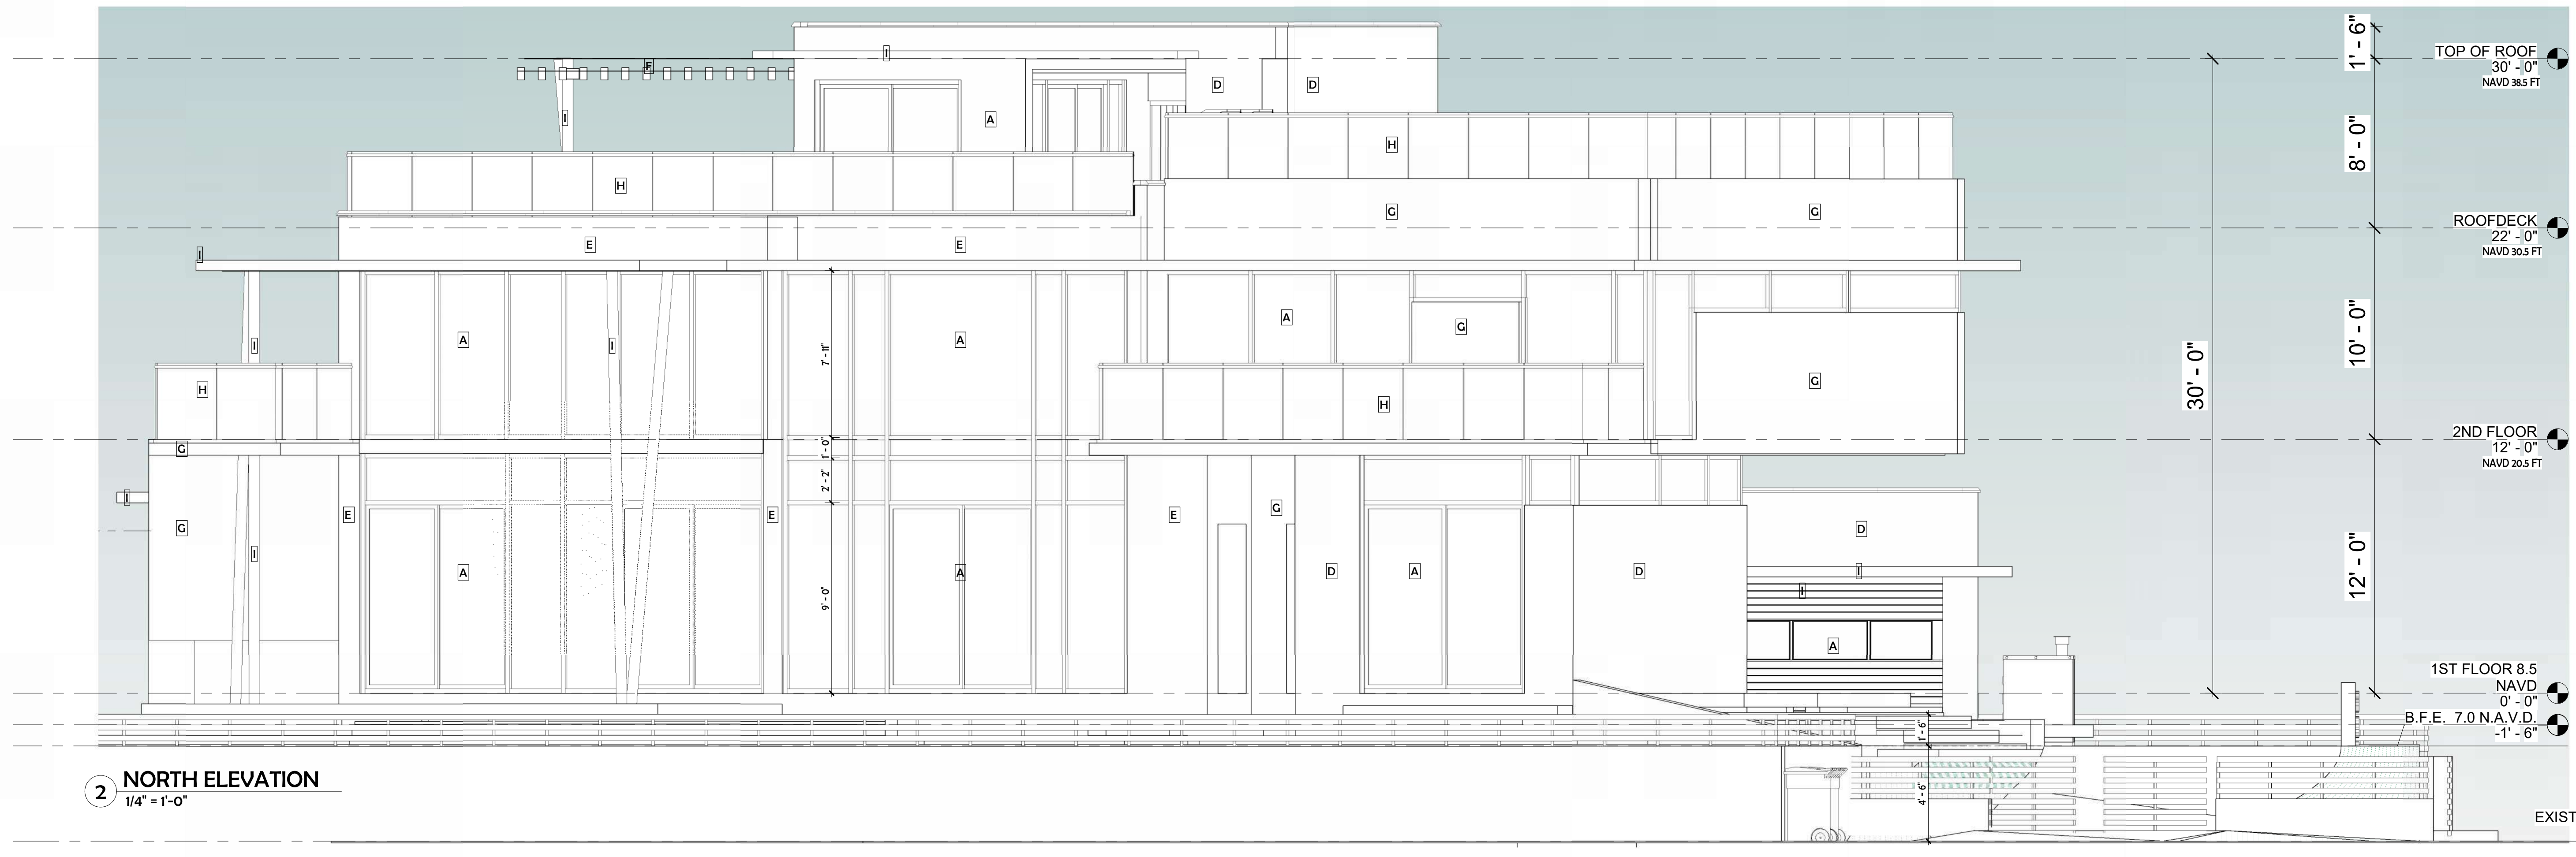 1' - 6"
TOP OF ROOF
30' - 0"
NAVD 38.5 FT
I
F
I
D
D
A
H
8' - 0"
H
G
G
ROOFDECK
22' - 0"
NAVD 30.5 FT
E
E
I
A
I
I
A
7' - 11"
A
G
G
30' - 0"
10' - 0"
H
H
G
1' - 0"
2ND FLOOR
12' - 0"
NAVD 20.5 FT
2' - 2"
I
G
E
E
E
G
D
I
A
A
9' - 0"
D
A
D
I
I
12' - 0"
A
1ST FLOOR 8.5
NAVD
0' - 0"
B.F.E. 7.0 N.A.V.D.
-1' - 6"
1' - 6"
4' - 6"
2
NORTH ELEVATION
1/4" = 1'-0"
EXIST